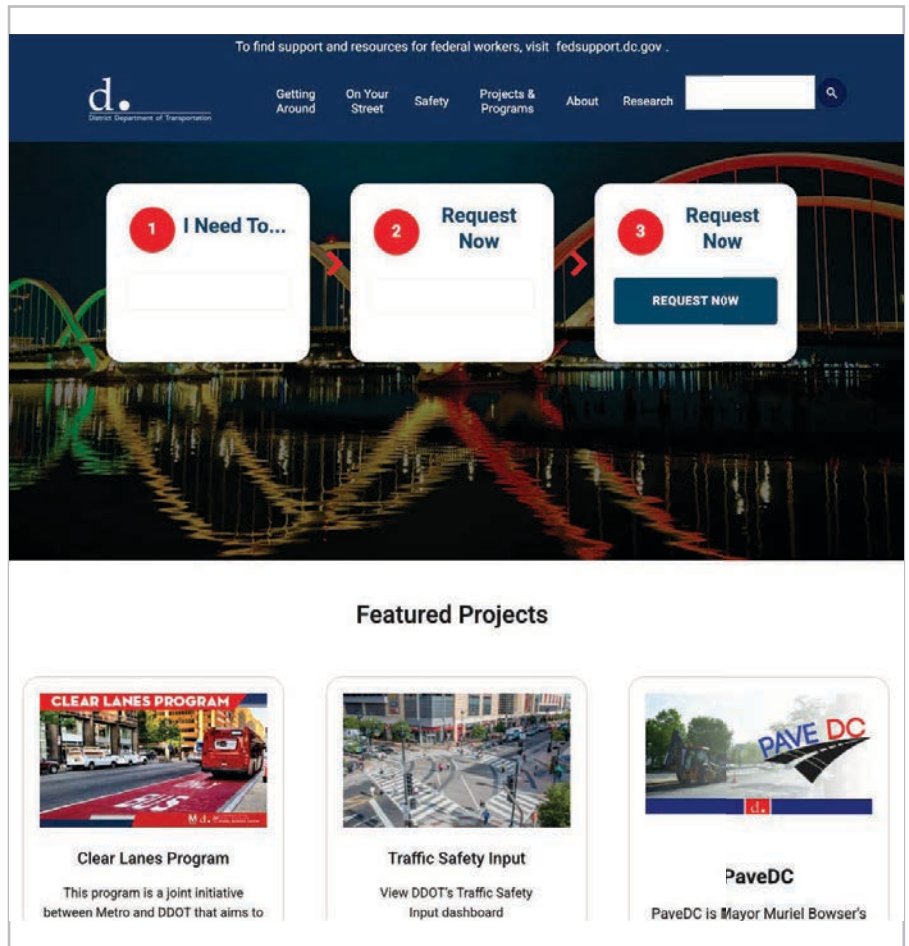 To find support and resources for federal workers, visit fedsupport.dc.gov .
d.
District Department of Transportation
Getting
Around
On Your
Street
Safety
Projects &
Programs
About
Research
1
I Need To...
2
Request
Now
3
Request
Now
REQUEST NOW
Featured Projects
CLEAR LANES PROGRAM
ONLY
BUS
M d.
Clear Lanes Program
This program is a joint initiative
between Metro and DDOT that aims to
Traffic Safety Input
View DDOT's Traffic Safety
Input dashboard
PAVE DC
d.
PaveDC
PaveDC is Mayor Muriel Bowser's